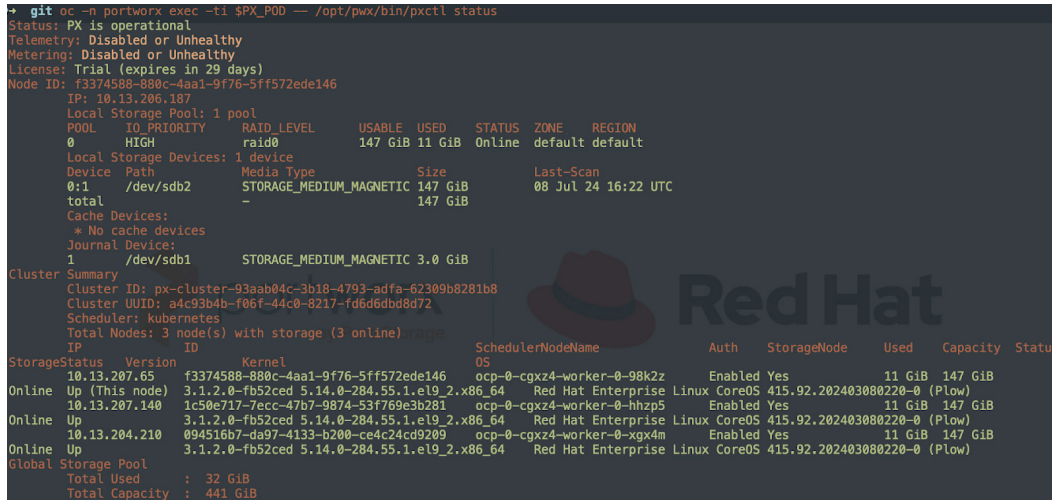 → git oc -n portworx exec -ti $PX_POD -- /opt/pwx/bin/pxctl status
Status: PX is operational
Telemetry: Disabled or Unhealthy
Metering: Disabled or Unhealthy
License: Trial (expires in 29 days)
Node ID: f3374588-880c-4aa1-9f76-5ff572ede146
IP: 10.13.206.187
Local Storage Pool: 1 pool
POOL IO_PRIORITY RAID_LEVEL USABLE USED STATUS ZONE REGION
0 HIGH raid0 147 GiB 11 GiB Online default default
Local Storage Devices: 1 device
Device Path Media Type Size Last-Scan
0:1 /dev/sdb2 STORAGE_MEDIUM_MAGNETIC 147 GiB 08 Jul 24 16:22 UTC
total - 147 GiB
Cache Devices:
* No cache devices
Journal Device:
1 /dev/sdb1 STORAGE_MEDIUM_MAGNETIC 3.0 GiB
Cluster Summary
Cluster ID: px-cluster-93aab04c-3b18-4793-adfa-62309b8281b8
Cluster UUID: a4c93b4b-f06f-44c0-8217-fd6d6dbd8d72
Scheduler: kubernetes
Total Nodes: 3 node(s) with storage (3 online)
IP ID SchedulerNodeName Auth StorageNode Used Capacity Statu
StorageStatus Version Kernel OS
10.13.207.65 f3374588-880c-4aa1-9f76-5ff572ede146 ocp-0-cgxz4-worker-0-98k2z Enabled Yes 11 GiB 147 GiB
Online Up (This node) 3.1.2.0-fb52ced 5.14.0-284.55.1.el9_2.x86_64 Red Hat Enterprise Linux CoreOS 415.92.202403080220-0 (Plow)
10.13.207.140 1c50e717-7ecc-47b7-9874-53f769e3b281 ocp-0-cgxz4-worker-0-hhzp5 Enabled Yes 11 GiB 147 GiB
Online Up 3.1.2.0-fb52ced 5.14.0-284.55.1.el9_2.x86_64 Red Hat Enterprise Linux CoreOS 415.92.202403080220-0 (Plow)
10.13.204.210 094516b7-da97-4133-b200-ce4c24cd9209 ocp-0-cgxz4-worker-0-xgx4m Enabled Yes 11 GiB 147 GiB
Online Up 3.1.2.0-fb52ced 5.14.0-284.55.1.el9_2.x86_64 Red Hat Enterprise Linux CoreOS 415.92.202403080220-0 (Plow)
Global Storage Pool
Total Used : 32 GiB
Total Capacity : 441 GiB
Red Hat